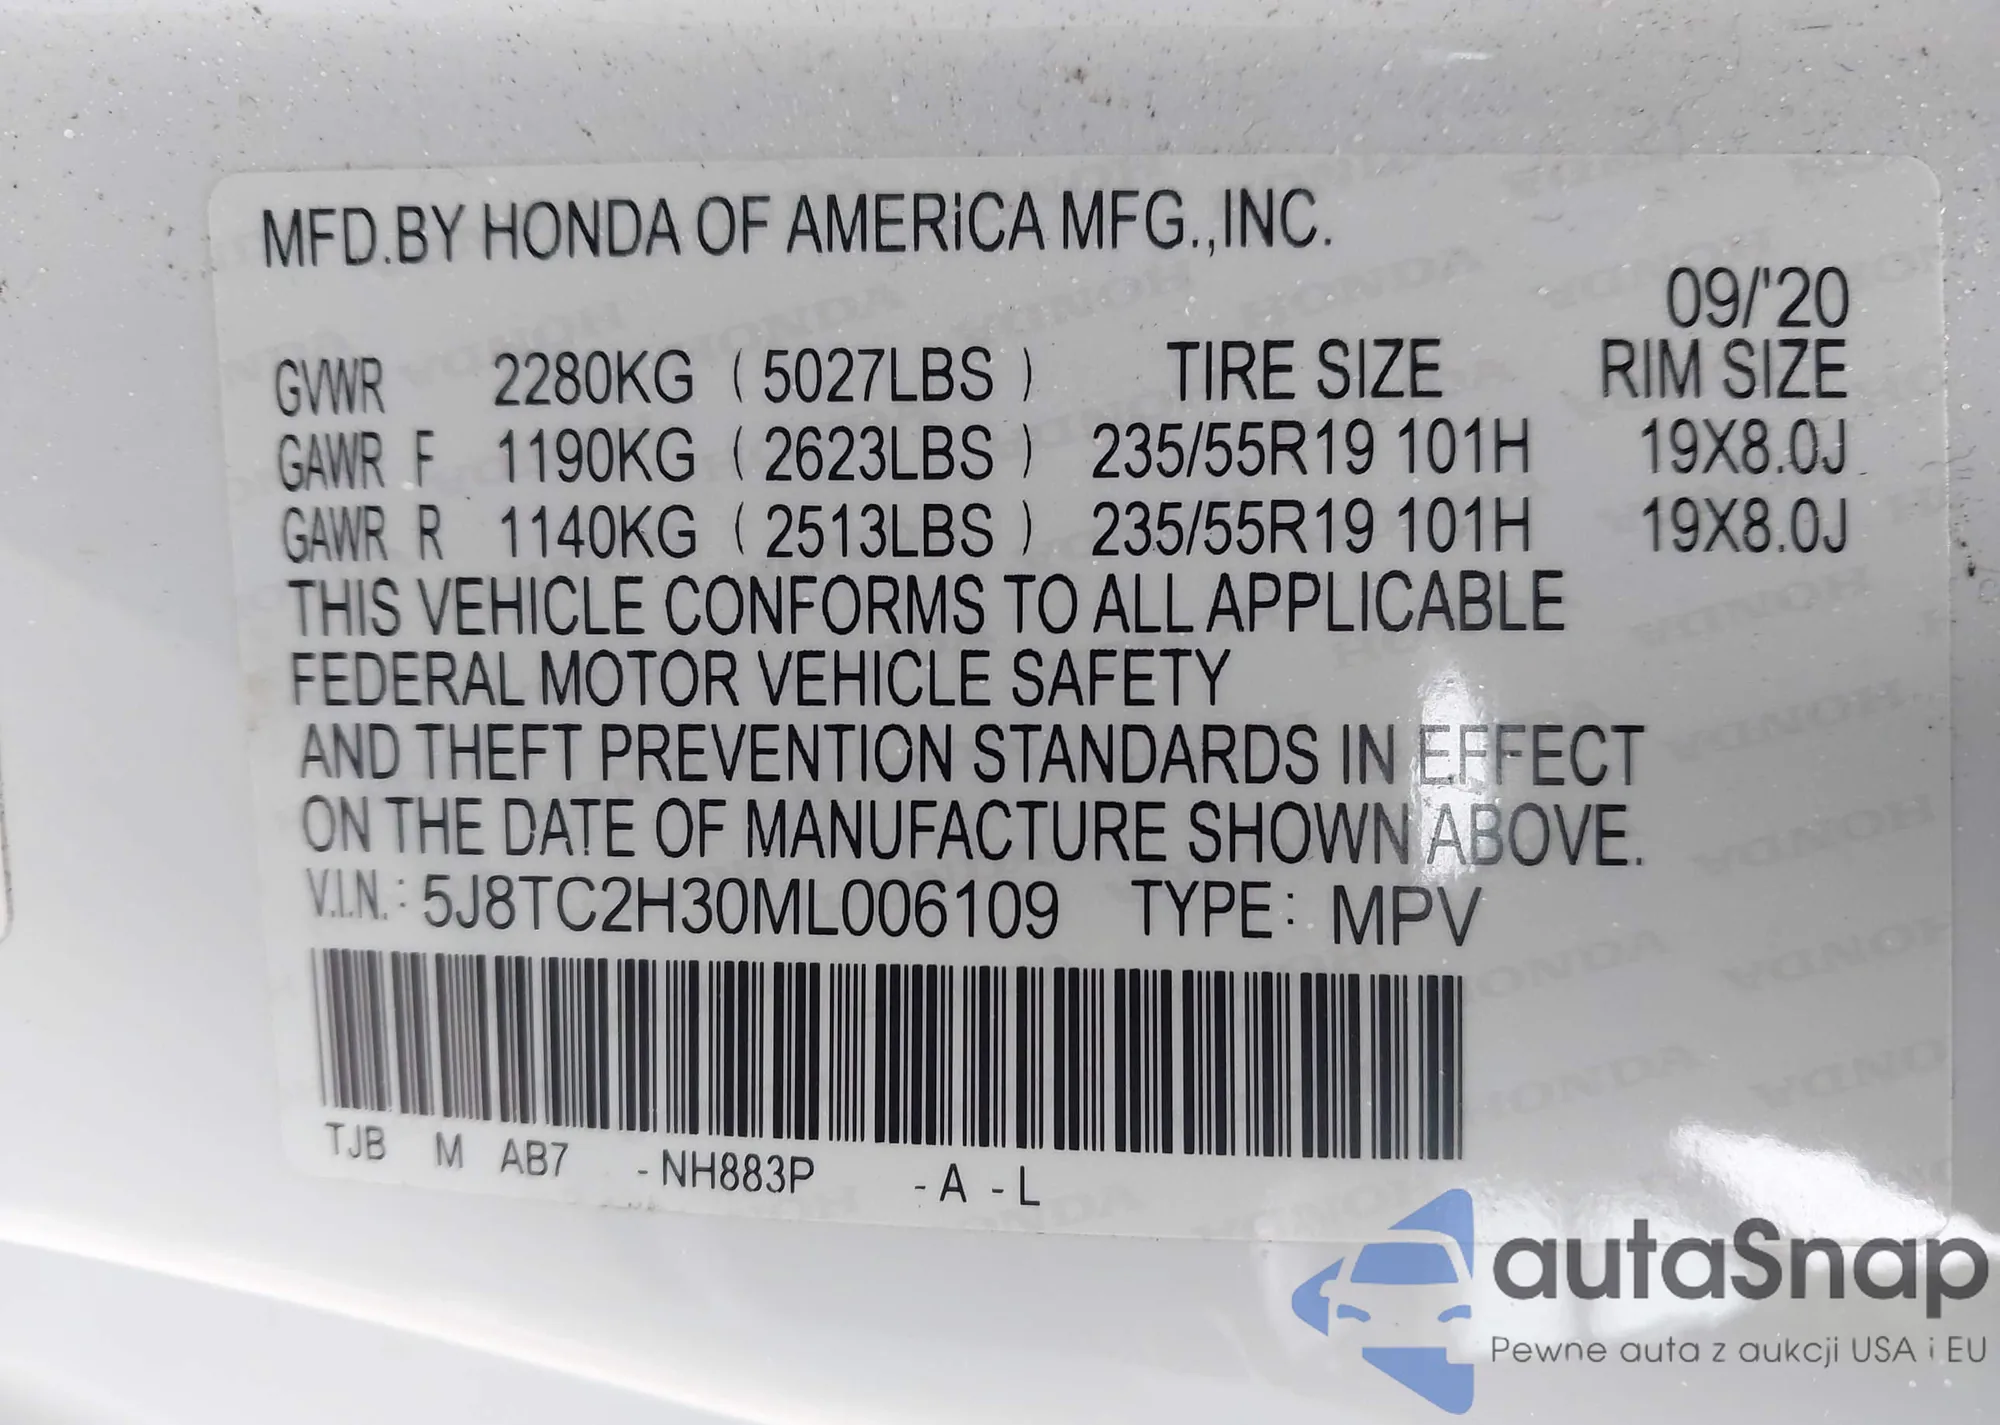 MFD.BY HONDA OF AMERiCA MFG.,INC.
09/'20
GVWR 2280KG (5027LBS) TIRE SIZE RIM SIZE
GAWR F 1190KG (2623LBS) 235/55R19 101H 19X8.0J
GAWR R 1140KG (2513LBS) 235/55R19 101H 19X8.0J
THIS VEHICLE CONFORMS TO ALL APPLICABLE
FEDERAL MOTOR VEHICLE SAFETY
AND THEFT PREVENTION STANDARDS IN EFFECT
ON THE DATE OF MANUFACTURE SHOWN ABOVE.
V.I.N.: 5J8TC2H30ML006109 TYPE: MPV
TJB M AB7 -NH883P -A -L
autaSnap
Pewne auta z aukcji USA i EU